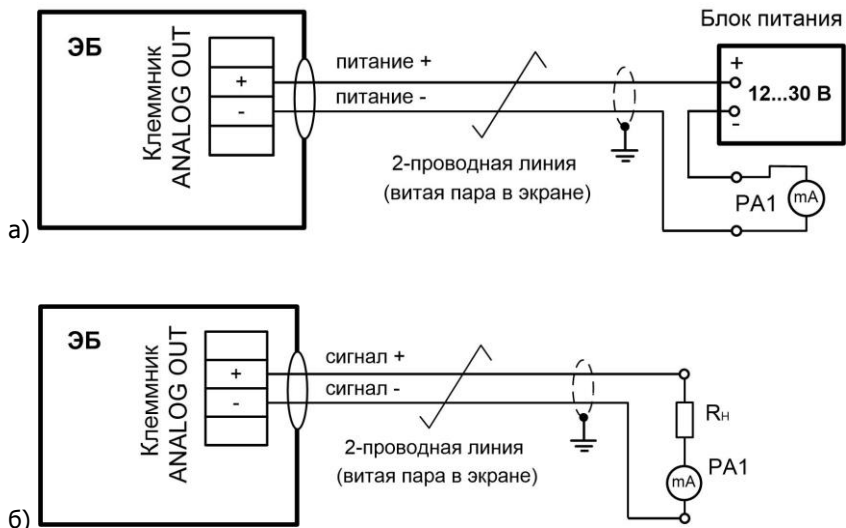 Блок питания
ЭБ
Клеммник
ANALOG OUT
+
-
питание +
питание -
2-проводная линия
(витая пара в экране)
+
12...30 В
-
PA1
mA
а)
ЭБ
Клеммник
ANALOG OUT
+
-
сигнал +
сигнал -
2-проводная линия
(витая пара в экране)
Rн
PA1
mA
б)